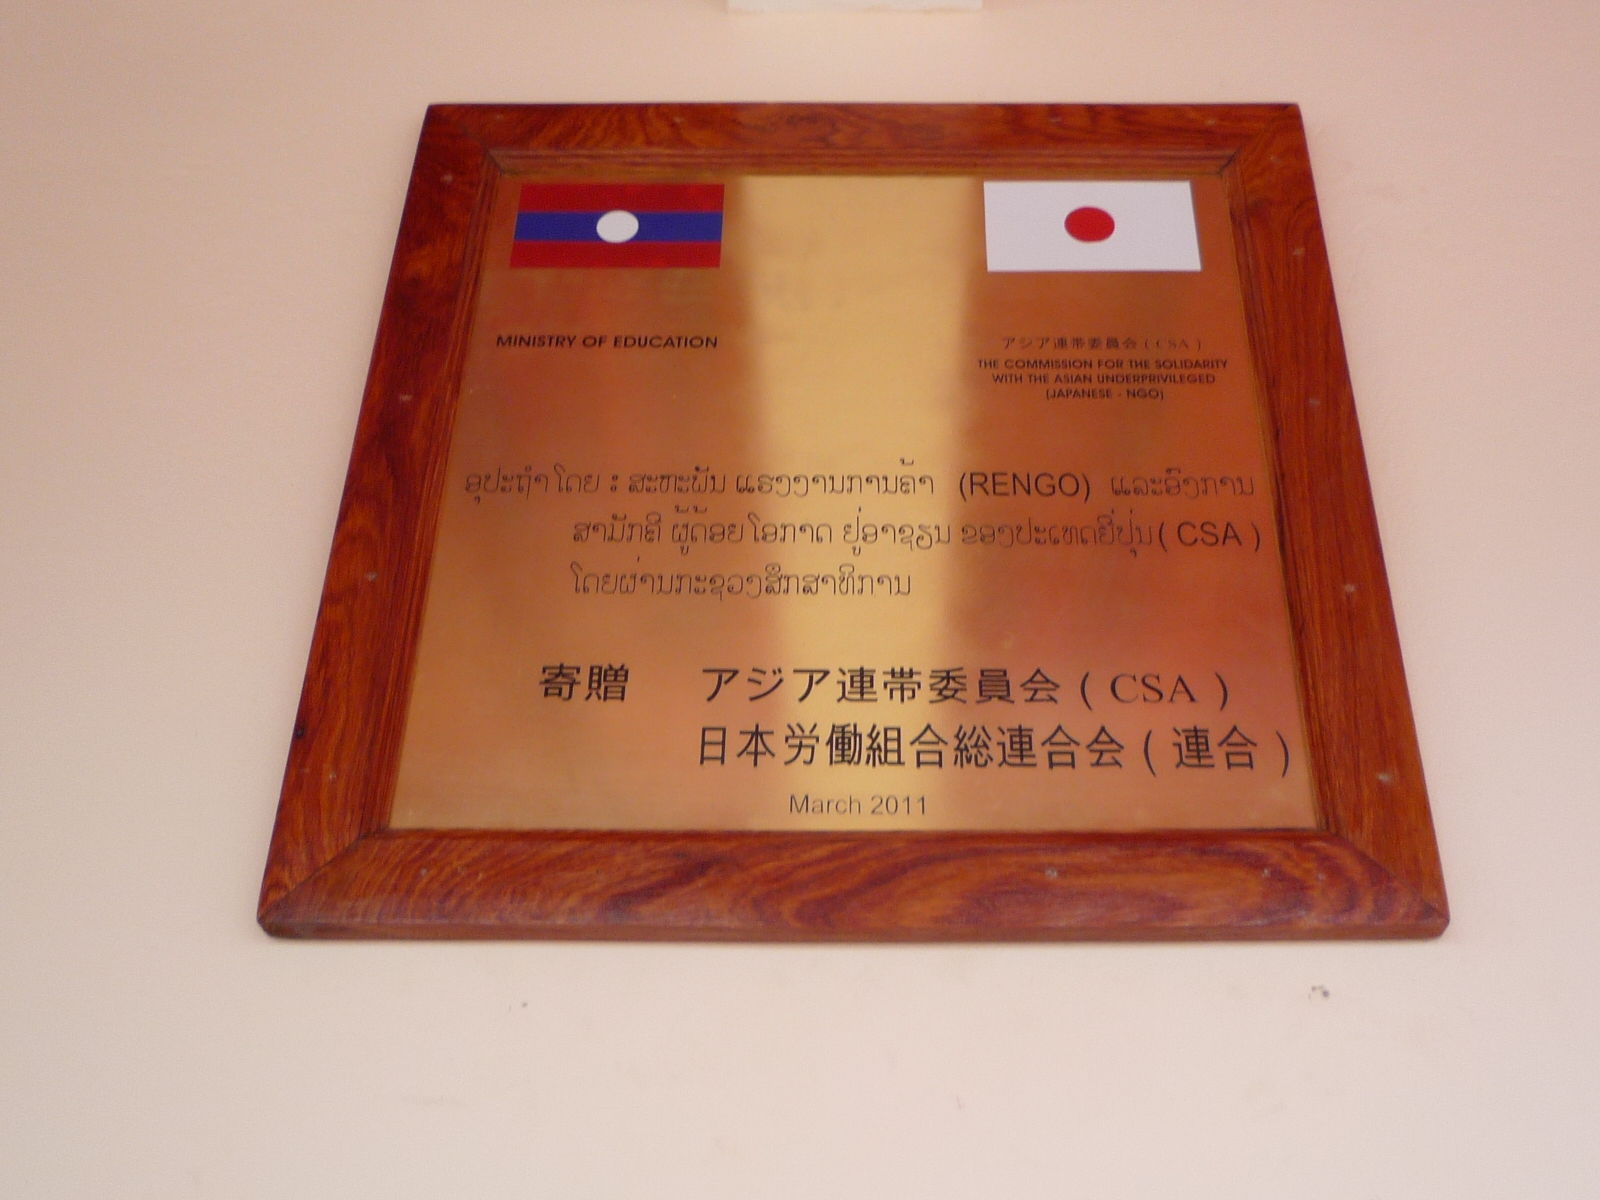 MINISTRY OF EDUCATION
アジア連帯委員会 ( CSA )
THE COMMISSION FOR THE SOLIDARITY
WITH THE ASIAN UNDERPRIVILEGED
(JAPANESE - NGO)
ອຸປະຖຳໂດຍ : ສະຫະພັນ ແຮງງານການຄ້າ (RENGO) ແລະອົງການ
ສາມັກຄີ ຜູ້ດ້ອຍໂອກາດ ຢູ່ອາຊຽນ ຂອງປະເທດຍີ່ປຸ່ນ( CSA )
ໂດຍຜ່ານກະຊວງສຶກສາທິການ
寄贈 アジア連帯委員会 ( CSA )
日本労働組合総連合会 ( 連合 )
March 2011